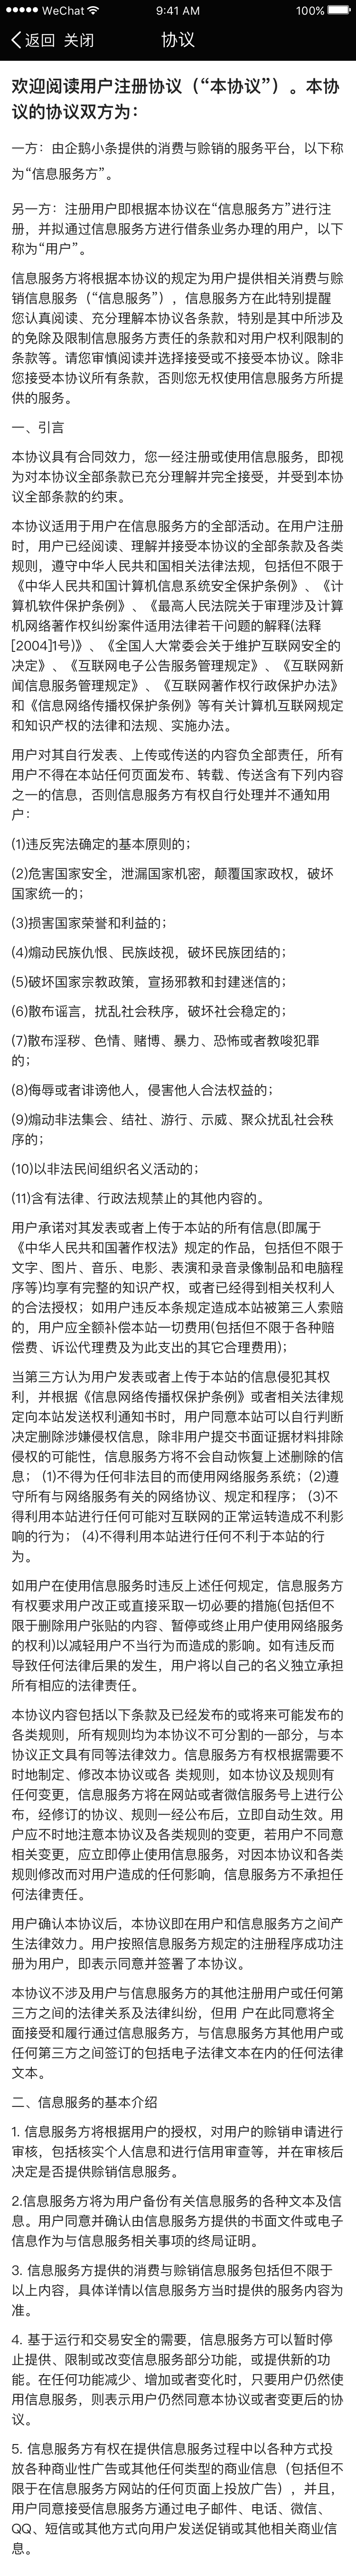 WeChat 9:41 AM 100%
返回 关闭 协议
欢迎阅读用户注册协议（“本协议”）。本协
议的协议双方为：
一方：由企鹅小条提供的消费与赊销的服务平台，以下称
为“信息服务方”。
另一方：注册用户即根据本协议在“信息服务方”进行注
册，并拟通过信息服务方进行借条业务办理的用户，以下
称为“用户”。
信息服务方将根据本协议的规定为用户提供相关消费与赊
销信息服务（“信息服务”），信息服务方在此特别提醒
您认真阅读、充分理解本协议各条款，特别是其中所涉及
的免除及限制信息服务方责任的条款和对用户权利限制的
条款等。请您审慎阅读并选择接受或不接受本协议。除非
您接受本协议所有条款，否则您无权使用信息服务方所提
供的服务。
一、引言
本协议具有合同效力，您一经注册或使用信息服务，即视
为对本协议全部条款已充分理解并完全接受，并受到本协
议全部条款的约束。
本协议适用于用户在信息服务方的全部活动。在用户注册
时，用户已经阅读、理解并接受本协议的全部条款及各类
规则，遵守中华人民共和国相关法律法规，包括但不限于
《中华人民共和国计算机信息系统安全保护条例》、《计
算机软件保护条例》、《最高人民法院关于审理涉及计算
机网络著作权纠纷案件适用法律若干问题的解释(法释
[2004]1号)》、《全国人大常委会关于维护互联网安全的
决定》、《互联网电子公告服务管理规定》、《互联网新
闻信息服务管理规定》、《互联网著作权行政保护办法》
和《信息网络传播权保护条例》等有关计算机互联网规定
和知识产权的法律和法规、实施办法。
用户对其自行发表、上传或传送的内容负全部责任，所有
用户不得在本站任何页面发布、转载、传送含有下列内容
之一的信息，否则信息服务方有权自行处理并不通知用
户：
(1)违反宪法确定的基本原则的；
(2)危害国家安全，泄漏国家机密，颠覆国家政权，破坏
国家统一的；
(3)损害国家荣誉和利益的；
(4)煽动民族仇恨、民族歧视，破坏民族团结的；
(5)破坏国家宗教政策，宣扬邪教和封建迷信的；
(6)散布谣言，扰乱社会秩序，破坏社会稳定的；
(7)散布淫秽、色情、赌博、暴力、恐怖或者教唆犯罪
的；
(8)侮辱或者诽谤他人，侵害他人合法权益的；
(9)煽动非法集会、结社、游行、示威、聚众扰乱社会秩
序的；
(10)以非法民间组织名义活动的；
(11)含有法律、行政法规禁止的其他内容的。
用户承诺对其发表或者上传于本站的所有信息(即属于
《中华人民共和国著作权法》规定的作品，包括但不限于
文字、图片、音乐、电影、表演和录音录像制品和电脑程
序等)均享有完整的知识产权，或者已经得到相关权利人
的合法授权；如用户违反本条规定造成本站被第三人索赔
的，用户应全额补偿本站一切费用(包括但不限于各种赔
偿费、诉讼代理费及为此支出的其它合理费用)；
当第三方认为用户发表或者上传于本站的信息侵犯其权
利，并根据《信息网络传播权保护条例》或者相关法律规
定向本站发送权利通知书时，用户同意本站可以自行判断
决定删除涉嫌侵权信息，除非用户提交书面证据材料排除
侵权的可能性，信息服务方将不会自动恢复上述删除的信
息； (1)不得为任何非法目的而使用网络服务系统；(2)遵
守所有与网络服务有关的网络协议、规定和程序； (3)不
得利用本站进行任何可能对互联网的正常运转造成不利影
响的行为； (4)不得利用本站进行任何不利于本站的行
为。
如用户在使用信息服务时违反上述任何规定，信息服务方
有权要求用户改正或直接采取一切必要的措施(包括但不
限于删除用户张贴的内容、暂停或终止用户使用网络服务
的权利)以减轻用户不当行为而造成的影响。如有违反而
导致任何法律后果的发生，用户将以自己的名义独立承担
所有相应的法律责任。
本协议内容包括以下条款及已经发布的或将来可能发布的
各类规则，所有规则均为本协议不可分割的一部分，与本
协议正文具有同等法律效力。信息服务方有权根据需要不
时地制定、修改本协议或各 类规则，如本协议及规则有
任何变更，信息服务方将在网站或者微信服务号上进行公
布，经修订的协议、规则一经公布后，立即自动生效。用
户应不时地注意本协议及各类规则的变更，若用户不同意
相关变更，应立即停止使用信息服务，对因本协议和各类
规则修改而对用户造成的任何影响，信息服务方不承担任
何法律责任。
用户确认本协议后，本协议即在用户和信息服务方之间产
生法律效力。用户按照信息服务方规定的注册程序成功注
册为用户，即表示同意并签署了本协议。
本协议不涉及用户与信息服务方的其他注册用户或任何第
三方之间的法律关系及法律纠纷，但用 户在此同意将全
面接受和履行通过信息服务方，与信息服务方其他用户或
任何第三方之间签订的包括电子法律文本在内的任何法律
文本。
二、信息服务的基本介绍
1. 信息服务方将根据用户的授权，对用户的赊销申请进行
审核，包括核实个人信息和进行信用审查等，并在审核后
决定是否提供赊销信息服务。
2.信息服务方将为用户备份有关信息服务的各种文本及信
息。用户同意并确认由信息服务方提供的书面文件或电子
信息作为与信息服务相关事项的终局证明。
3. 信息服务方提供的消费与赊销信息服务包括但不限于
以上内容，具体详情以信息服务方当时提供的服务内容为
准。
4. 基于运行和交易安全的需要，信息服务方可以暂时停
止提供、限制或改变信息服务部分功能，或提供新的功
能。在任何功能减少、增加或者变化时，只要用户仍然使
用信息服务，则表示用户仍然同意本协议或者变更后的协
议。
5. 信息服务方有权在提供信息服务过程中以各种方式投
放各种商业性广告或其他任何类型的商业信息（包括但不
限于在信息服务方网站的任何页面上投放广告），并且，
用户同意接受信息服务方通过电子邮件、电话、微信、
QQ、短信或其他方式向用户发送促销或其他相关商业信
息。